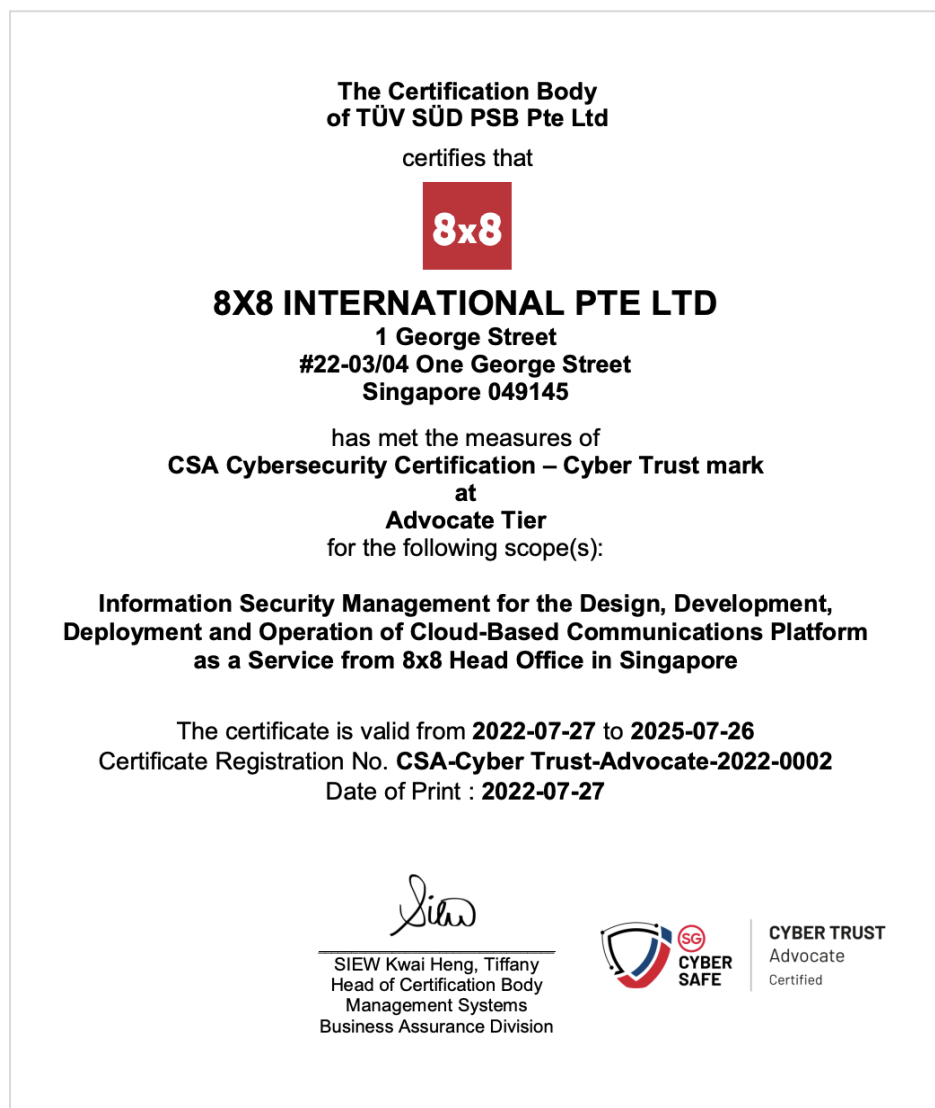 The Certification Body
of TÜV SÜD PSB Pte Ltd
certifies that
8x8
8X8 INTERNATIONAL PTE LTD
1 George Street
#22-03/04 One George Street
Singapore 049145
has met the measures of
CSA Cybersecurity Certification – Cyber Trust mark
at
Advocate Tier
for the following scope(s):
Information Security Management for the Design, Development,
Deployment and Operation of Cloud-Based Communications Platform
as a Service from 8x8 Head Office in Singapore
The certificate is valid from 2022-07-27 to 2025-07-26
Certificate Registration No. CSA-Cyber Trust-Advocate-2022-0002
Date of Print : 2022-07-27
Siew
SIEW Kwai Heng, Tiffany
Head of Certification Body
Management Systems
Business Assurance Division
SG
CYBER
SAFE
CYBER TRUST
Advocate
Certified